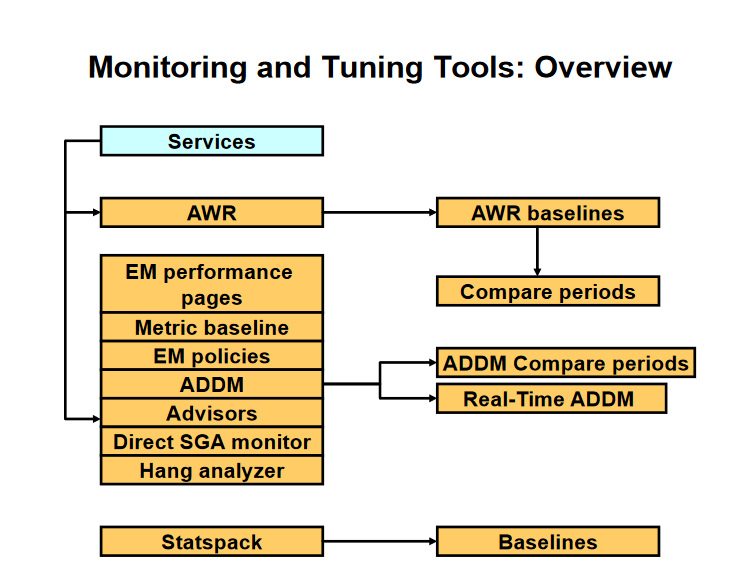 Monitoring and Tuning Tools: Overview
Services
AWR
AWR baselines
EM performance
pages
Compare periods
Metric baseline
EM policies
ADDM
ADDM Compare periods
Real-Time ADDM
Advisors
Direct SGA monitor
Hang analyzer
Statspack
Baselines